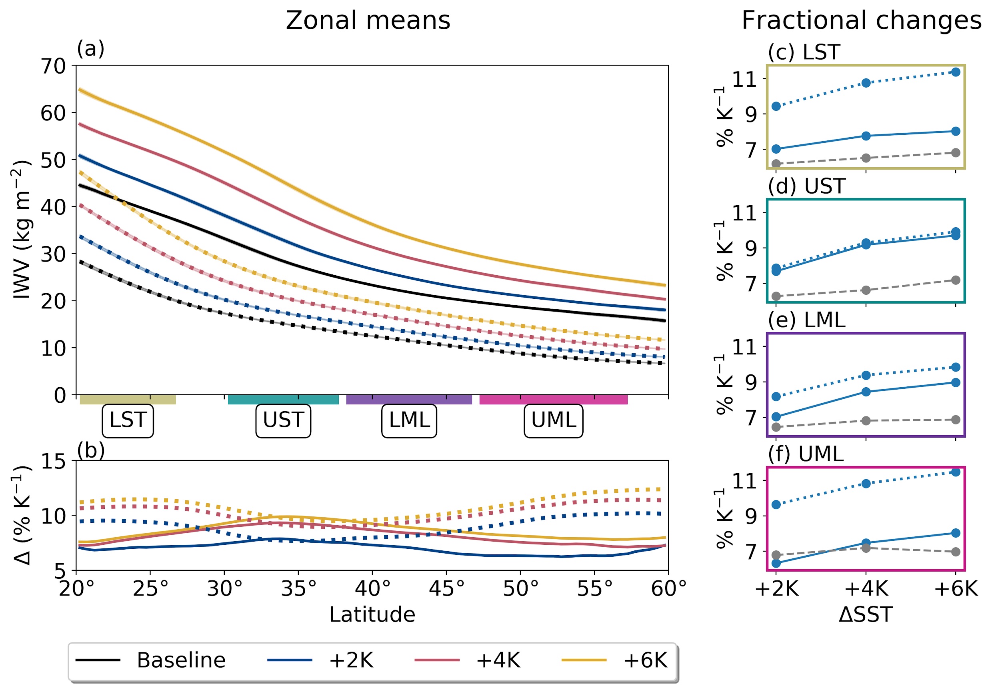 Zonal means
Fractional changes
(a)
70
60
50
40
30
20
10
0
IWV (kg m⁻²)
LST
UST
LML
UML
(b)
15
10
5
Δ (% K⁻¹)
20° 25° 30° 35° 40° 45° 50° 55° 60°
Latitude
(c) LST
11
9
7
% K⁻¹
(d) UST
11
9
7
% K⁻¹
(e) LML
11
9
7
% K⁻¹
(f) UML
11
9
7
% K⁻¹
+2K +4K +6K
ΔSST
Baseline +2K +4K +6K